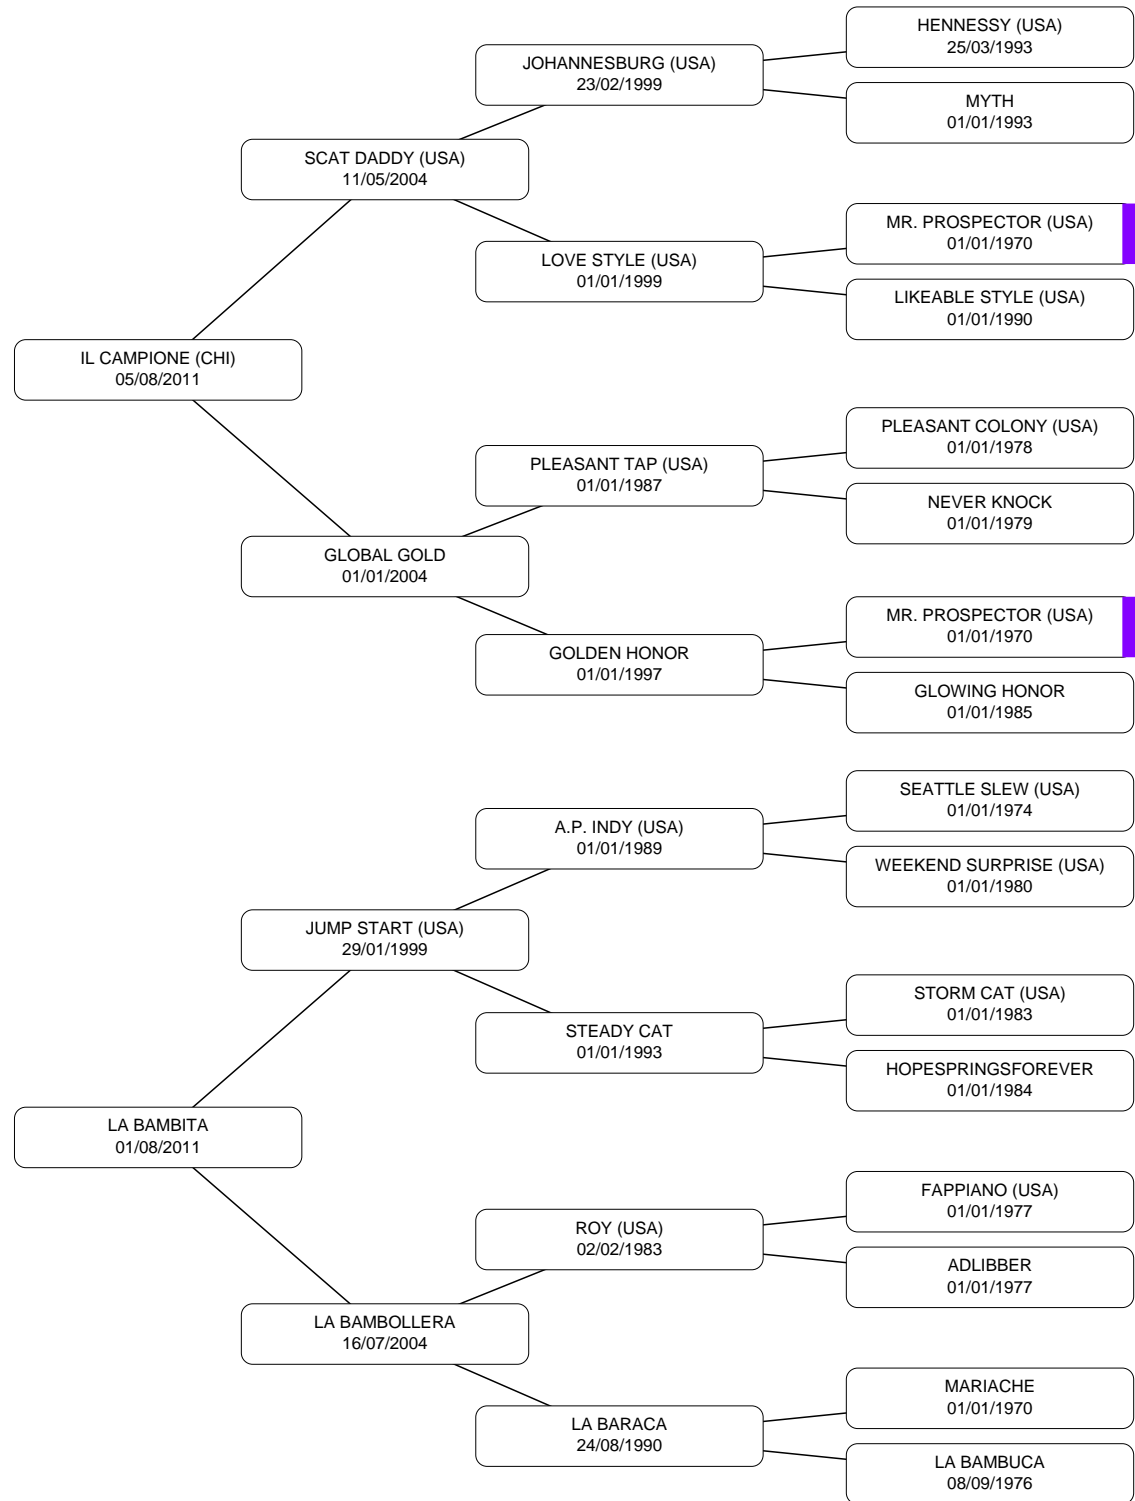 HENNESSY (USA)
25/03/1993
JOHANNESBURG (USA)
23/02/1999
MYTH
01/01/1993
SCAT DADDY (USA)
11/05/2004
MR. PROSPECTOR (USA)
01/01/1970
LOVE STYLE (USA)
01/01/1999
LIKEABLE STYLE (USA)
01/01/1990
IL CAMPIONE (CHI)
05/08/2011
PLEASANT COLONY (USA)
01/01/1978
PLEASANT TAP (USA)
01/01/1987
NEVER KNOCK
01/01/1979
GLOBAL GOLD
01/01/2004
MR. PROSPECTOR (USA)
01/01/1970
GOLDEN HONOR
01/01/1997
GLOWING HONOR
01/01/1985
SEATTLE SLEW (USA)
01/01/1974
A.P. INDY (USA)
01/01/1989
WEEKEND SURPRISE (USA)
01/01/1980
JUMP START (USA)
29/01/1999
STORM CAT (USA)
01/01/1983
STEADY CAT
01/01/1993
HOPESPRINGSFOREVER
01/01/1984
LA BAMBITA
01/08/2011
FAPPIANO (USA)
01/01/1977
ROY (USA)
02/02/1983
ADLIBBER
01/01/1977
LA BAMBOLLERA
16/07/2004
MARIACHE
01/01/1970
LA BARACA
24/08/1990
LA BAMBUCA
08/09/1976